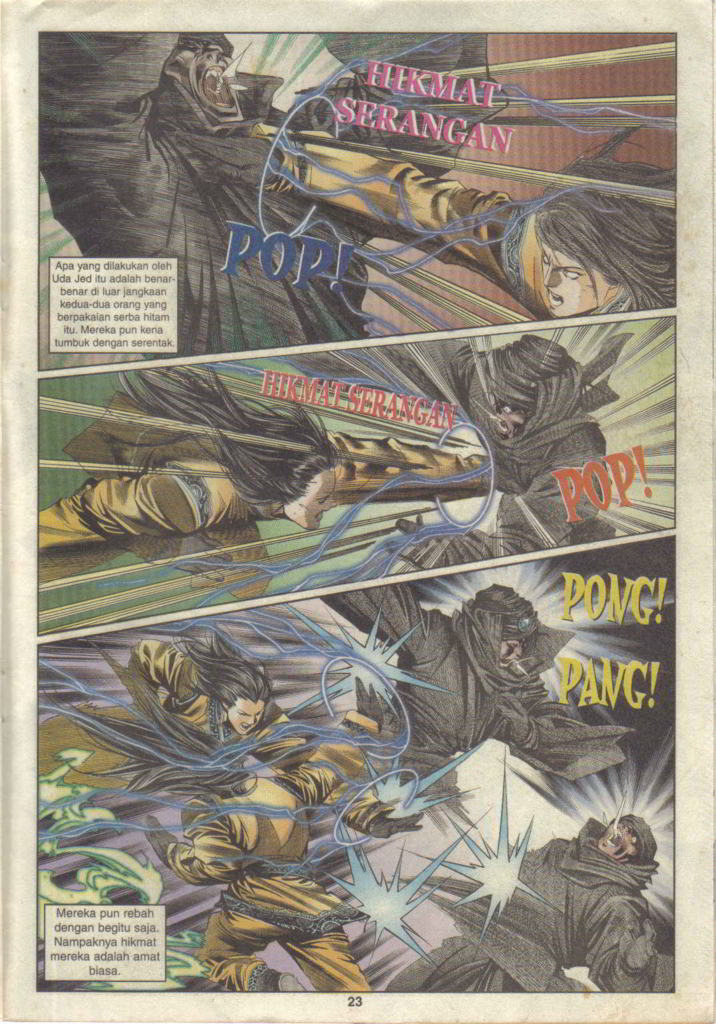 HIKMAT
SERANGAN
POP!
Apa yang dilakukan oleh
Uda Jed itu adalah benar-
benar di luar jangkaan
kedua-dua orang yang
berpakaian serba hitam
itu. Mereka pun kena
tumbuk dengan serentak.
HIKMAT SERANGAN
POP!
PONG!
PANG!
Mereka pun rebah
dengan begitu saja.
Nampaknya hikmat
mereka adalah amat
biasa.
23